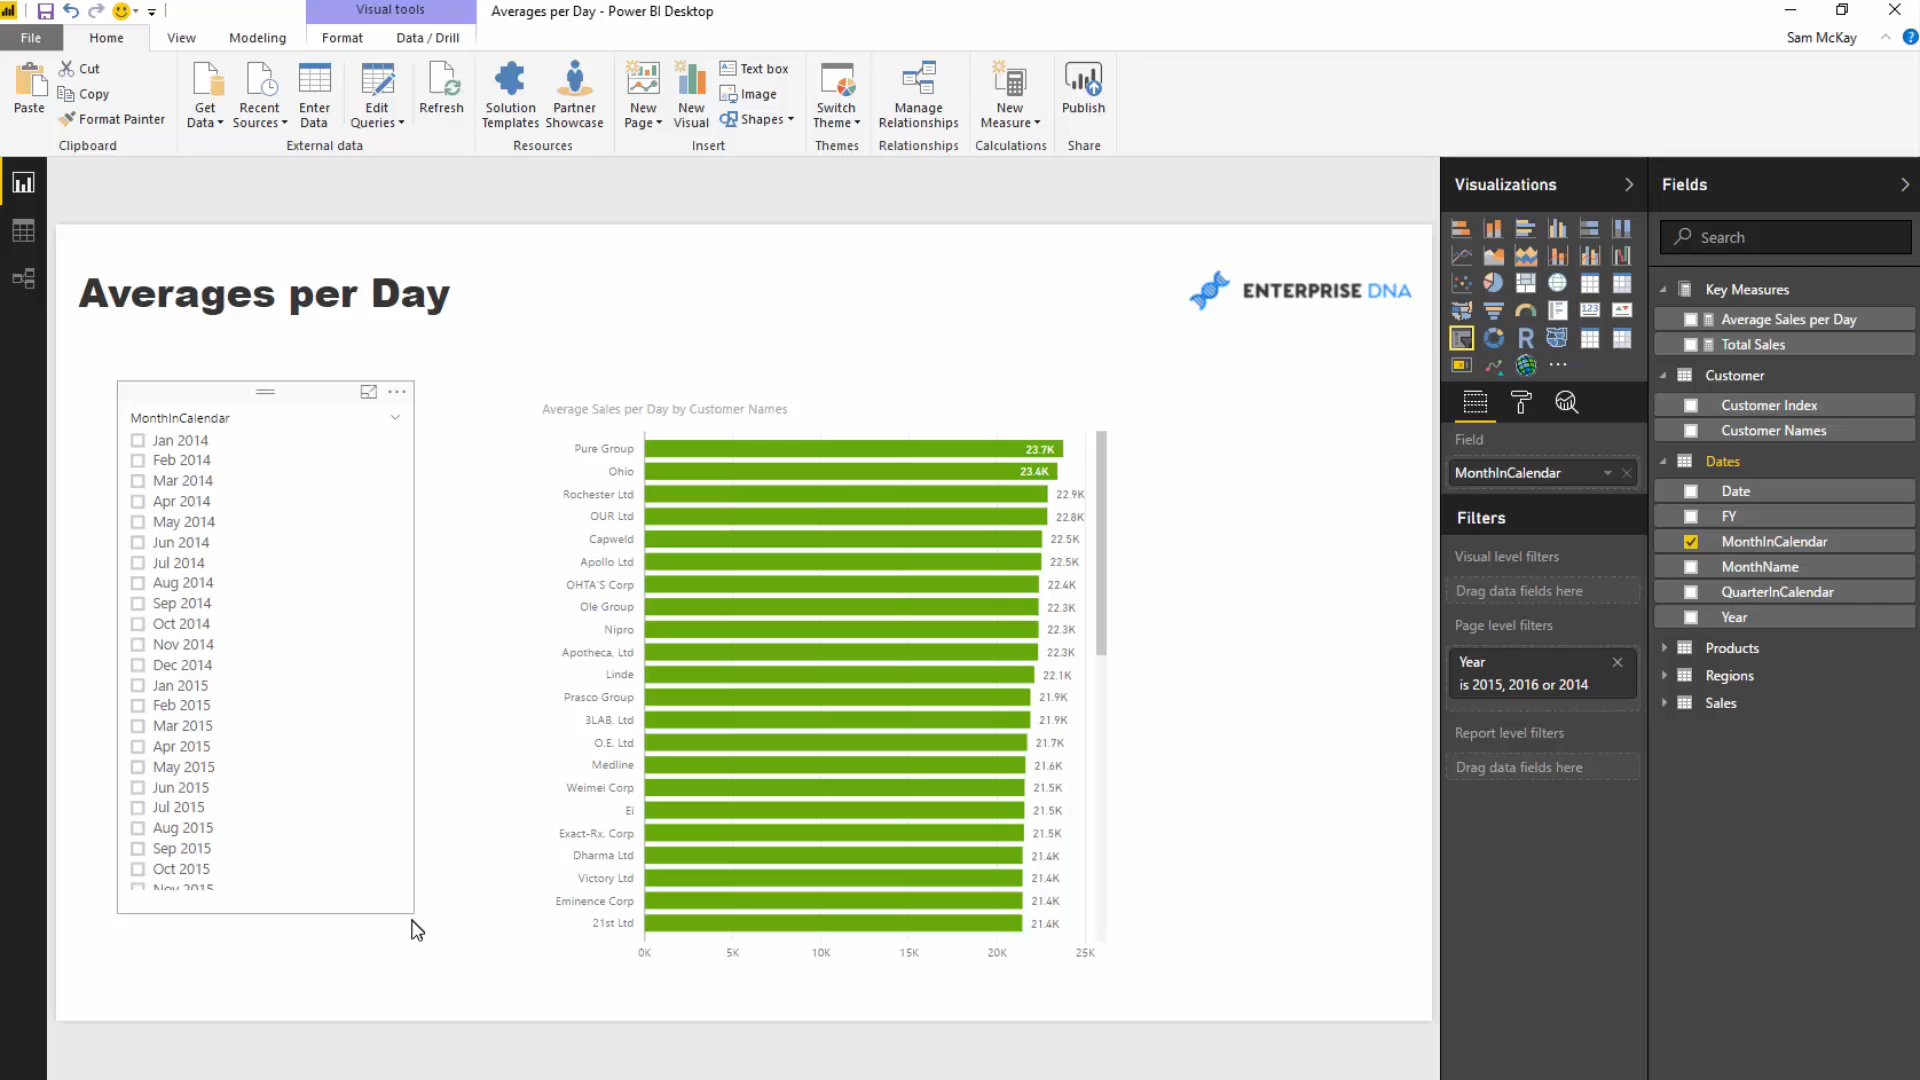 Visual tools
Averages per Day - Power BI Desktop
File
Home
View
Modeling
Format
Data / Drill
Sam McKay
Paste
Cut
Copy
Format Painter
Clipboard
Get
Data
Recent
Sources
Enter
Data
Edit
Queries
Refresh
External data
Solution
Templates
Partner
Showcase
Resources
New
Page
New
Visual
Text box
Image
Shapes
Insert
Switch
Theme
Themes
Manage
Relationships
Relationships
New
Measure
Calculations
Publish
Share
Averages per Day
ENTERPRISE DNA
MonthInCalendar
Jan 2014
Feb 2014
Mar 2014
Apr 2014
May 2014
Jun 2014
Jul 2014
Aug 2014
Sep 2014
Oct 2014
Nov 2014
Dec 2014
Jan 2015
Feb 2015
Mar 2015
Apr 2015
May 2015
Jun 2015
Jul 2015
Aug 2015
Sep 2015
Oct 2015
Nov 2015
Average Sales per Day by Customer Names
Pure Group 23.7K
Ohio 23.4K
Rochester Ltd 22.9K
OUR Ltd 22.8K
Capweld 22.5K
Apollo Ltd 22.5K
OHTA'S Corp 22.4K
Ole Group 22.3K
Nipro 22.3K
Apotheca, Ltd 22.3K
Linde 22.1K
Prasco Group 21.9K
3LAB, Ltd 21.9K
O.E. Ltd 21.7K
Medline 21.6K
Weimei Corp 21.5K
Ei 21.5K
Exact-Rx, Corp 21.5K
Dharma Ltd 21.4K
Victory Ltd 21.4K
Eminence Corp 21.4K
21st Ltd 21.4K
0K 5K 10K 15K 20K 25K
Visualizations
R
123
Field
MonthInCalendar
Filters
Visual level filters
Drag data fields here
Page level filters
Year
is 2015, 2016 or 2014
Report level filters
Drag data fields here
Fields
Search
Key Measures
Average Sales per Day
Total Sales
Customer
Customer Index
Customer Names
Dates
Date
FY
MonthInCalendar
MonthName
QuarterInCalendar
Year
Products
Regions
Sales